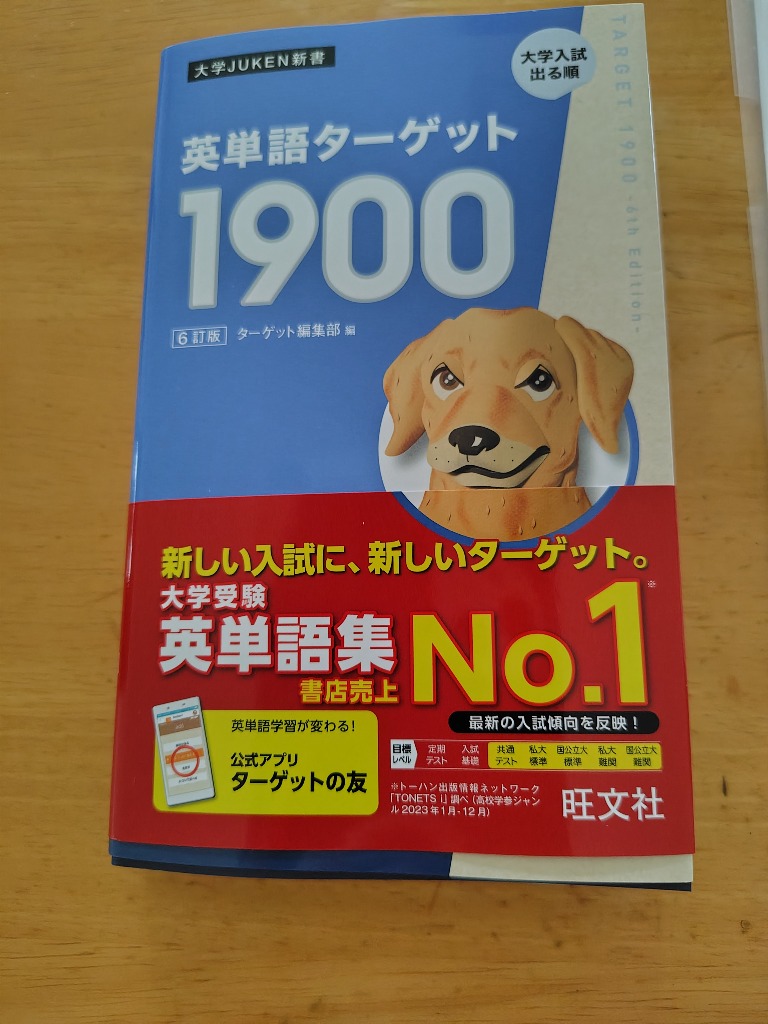 大学JUKEN新書
大学入試
出る順
TARGET 1900 -6th Edition-
英単語ターゲット
1900
6訂版 ターゲット編集部 編
新しい入試に、新しいターゲット。
大学受験
英単語集
書店売上
No.1※
最新の入試傾向を反映！
英単語学習が変わる！
公式アプリ
ターゲットの友
目標レベル 定期テスト 入試基礎 共通テスト 私大標準 国公立大標準 私大難関 国公立大難関
※トーハン出版情報ネットワーク
「TONETS i」調べ (高校学参ジャン
ル2023年1月-12月)
旺文社